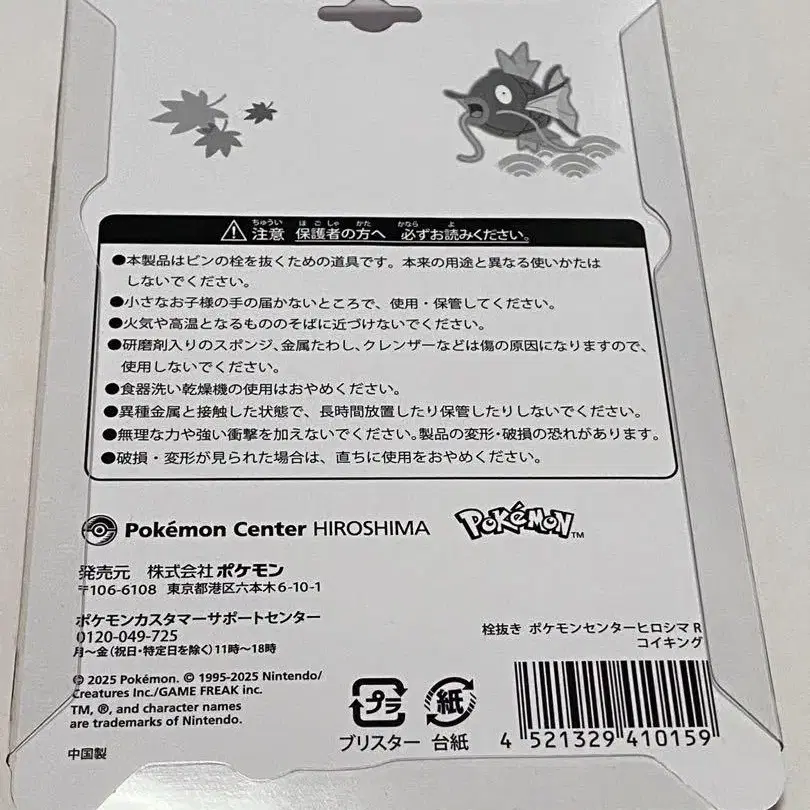 注意 保護者の方へ 必ずお読みください。
●本製品はビンの栓を抜くための道具です。本来の用途と異なる使いかたは
しないでください。
●小さなお子様の手の届かないところで、使用・保管してください。
●火気や高温となるもののそばに近づけないでください。
●研磨剤入りのスポンジ、金属たわし、クレンザーなどは傷の原因になりますので、
使用しないでください。
●食器洗い乾燥機の使用はおやめください。
●異種金属と接触した状態で、長時間放置したり保管したりしないでください。
●無理な力や強い衝撃を加えないでください。製品の変形・破損の恐れがあります。
●破損・変形が見られた場合は、直ちに使用をおやめください。
Pokémon Center HIROSHIMA
POKéMON™
発売元 株式会社ポケモン
〒106-6108 東京都港区六本木6-10-1
ポケモンカスタマーサポートセンター
0120-049-725
月～金（祝日・特定日を除く）11時～18時
栓抜き ポケモンセンターヒロシマ R
コイキング
© 2025 Pokémon. © 1995-2025 Nintendo/
Creatures Inc./GAME FREAK inc.
TM, ®, and character names
are trademarks of Nintendo.
中国製
プラ
ブリスター
紙
台紙
4 521329 410159